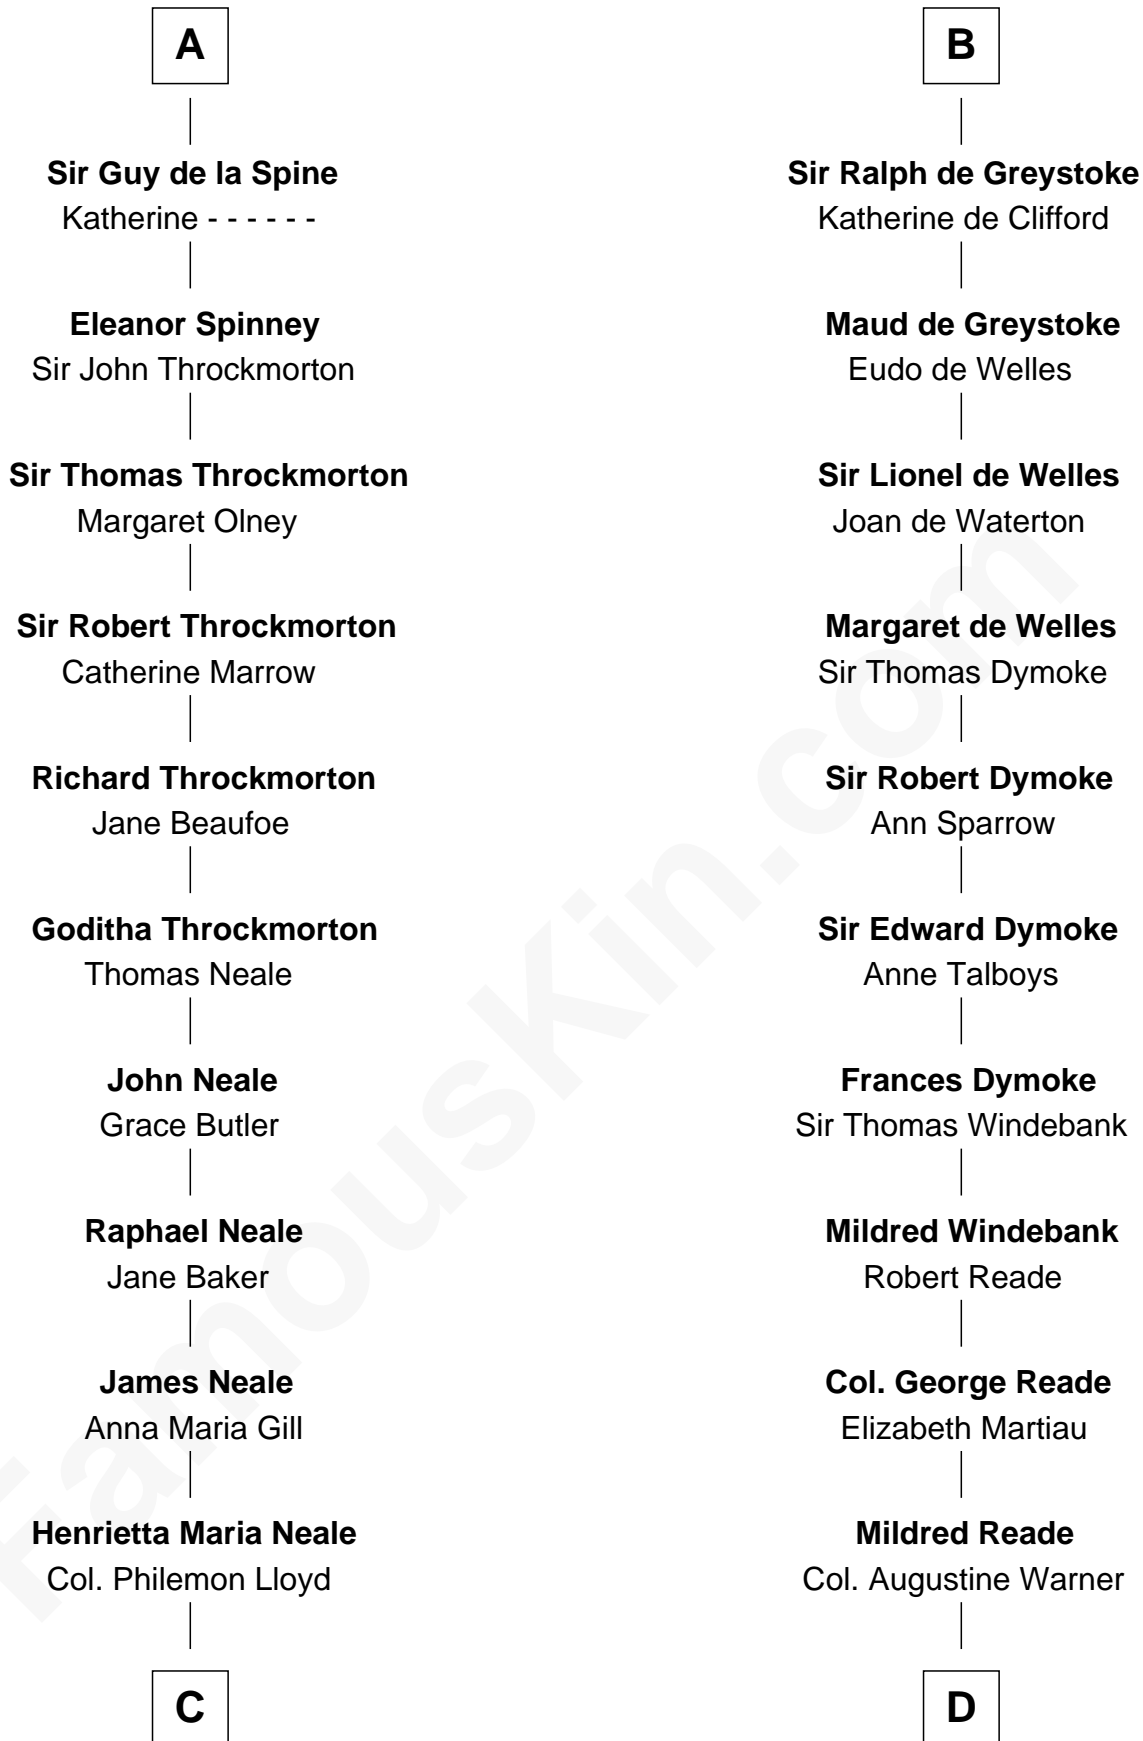 A
Sir Guy de la Spine
Katherine - - - - - -
Eleanor Spinney
Sir John Throckmorton
Sir Thomas Throckmorton
Margaret Olney
Sir Robert Throckmorton
Catherine Marrow
Richard Throckmorton
Jane Beaufoe
Goditha Throckmorton
Thomas Neale
John Neale
Grace Butler
Raphael Neale
Jane Baker
James Neale
Anna Maria Gill
Henrietta Maria Neale
Col. Philemon Lloyd
C
B
Sir Ralph de Greystoke
Katherine de Clifford
Maud de Greystoke
Eudo de Welles
Sir Lionel de Welles
Joan de Waterton
Margaret de Welles
Sir Thomas Dymoke
Sir Robert Dymoke
Ann Sparrow
Sir Edward Dymoke
Anne Talboys
Frances Dymoke
Sir Thomas Windebank
Mildred Windebank
Robert Reade
Col. George Reade
Elizabeth Martiau
Mildred Reade
Col. Augustine Warner
D
FamousKin.com